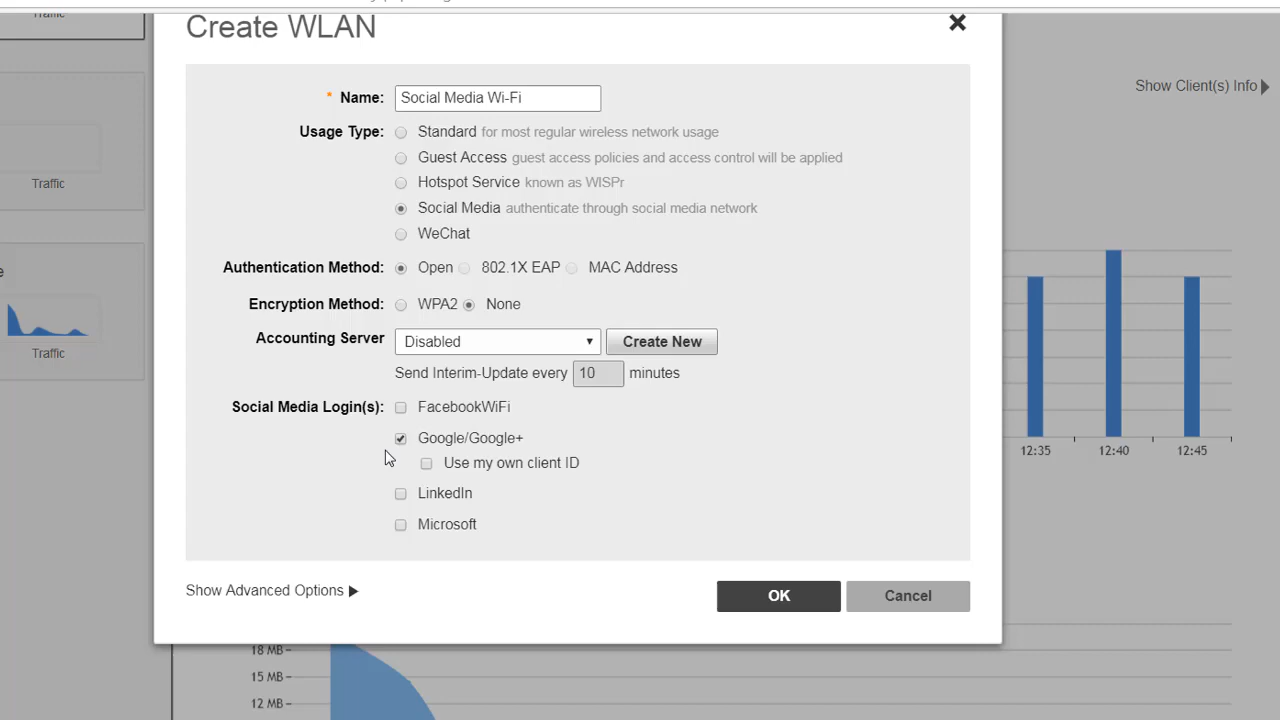 Traffic
Create WLAN
Show Client(s) Info
* Name: Social Media Wi-Fi
Usage Type: Standard for most regular wireless network usage
Guest Access guest access policies and access control will be applied
Hotspot Service known as WISPr
Social Media authenticate through social media network
WeChat
Traffic
Authentication Method: Open 802.1X EAP MAC Address
Encryption Method: WPA2 None
Accounting Server Disabled Create New
Send Interim-Update every 10 minutes
Traffic
Social Media Login(s): FacebookWiFi
Google/Google+
Use my own client ID
LinkedIn
Microsoft
12:35 12:40 12:45
Show Advanced Options
OK Cancel
18 MB
15 MB
12 MB